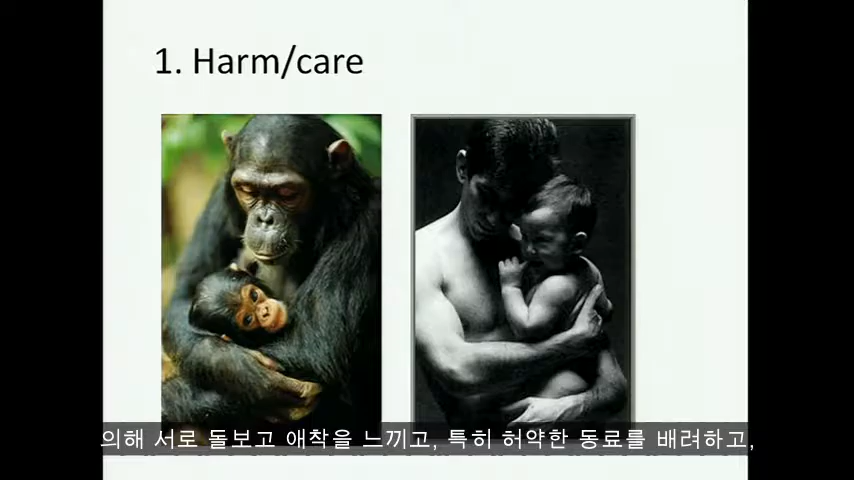 1. Harm/care
의해 서로 돌보고 애착을 느끼고, 특히 허약한 동료를 배려하고,